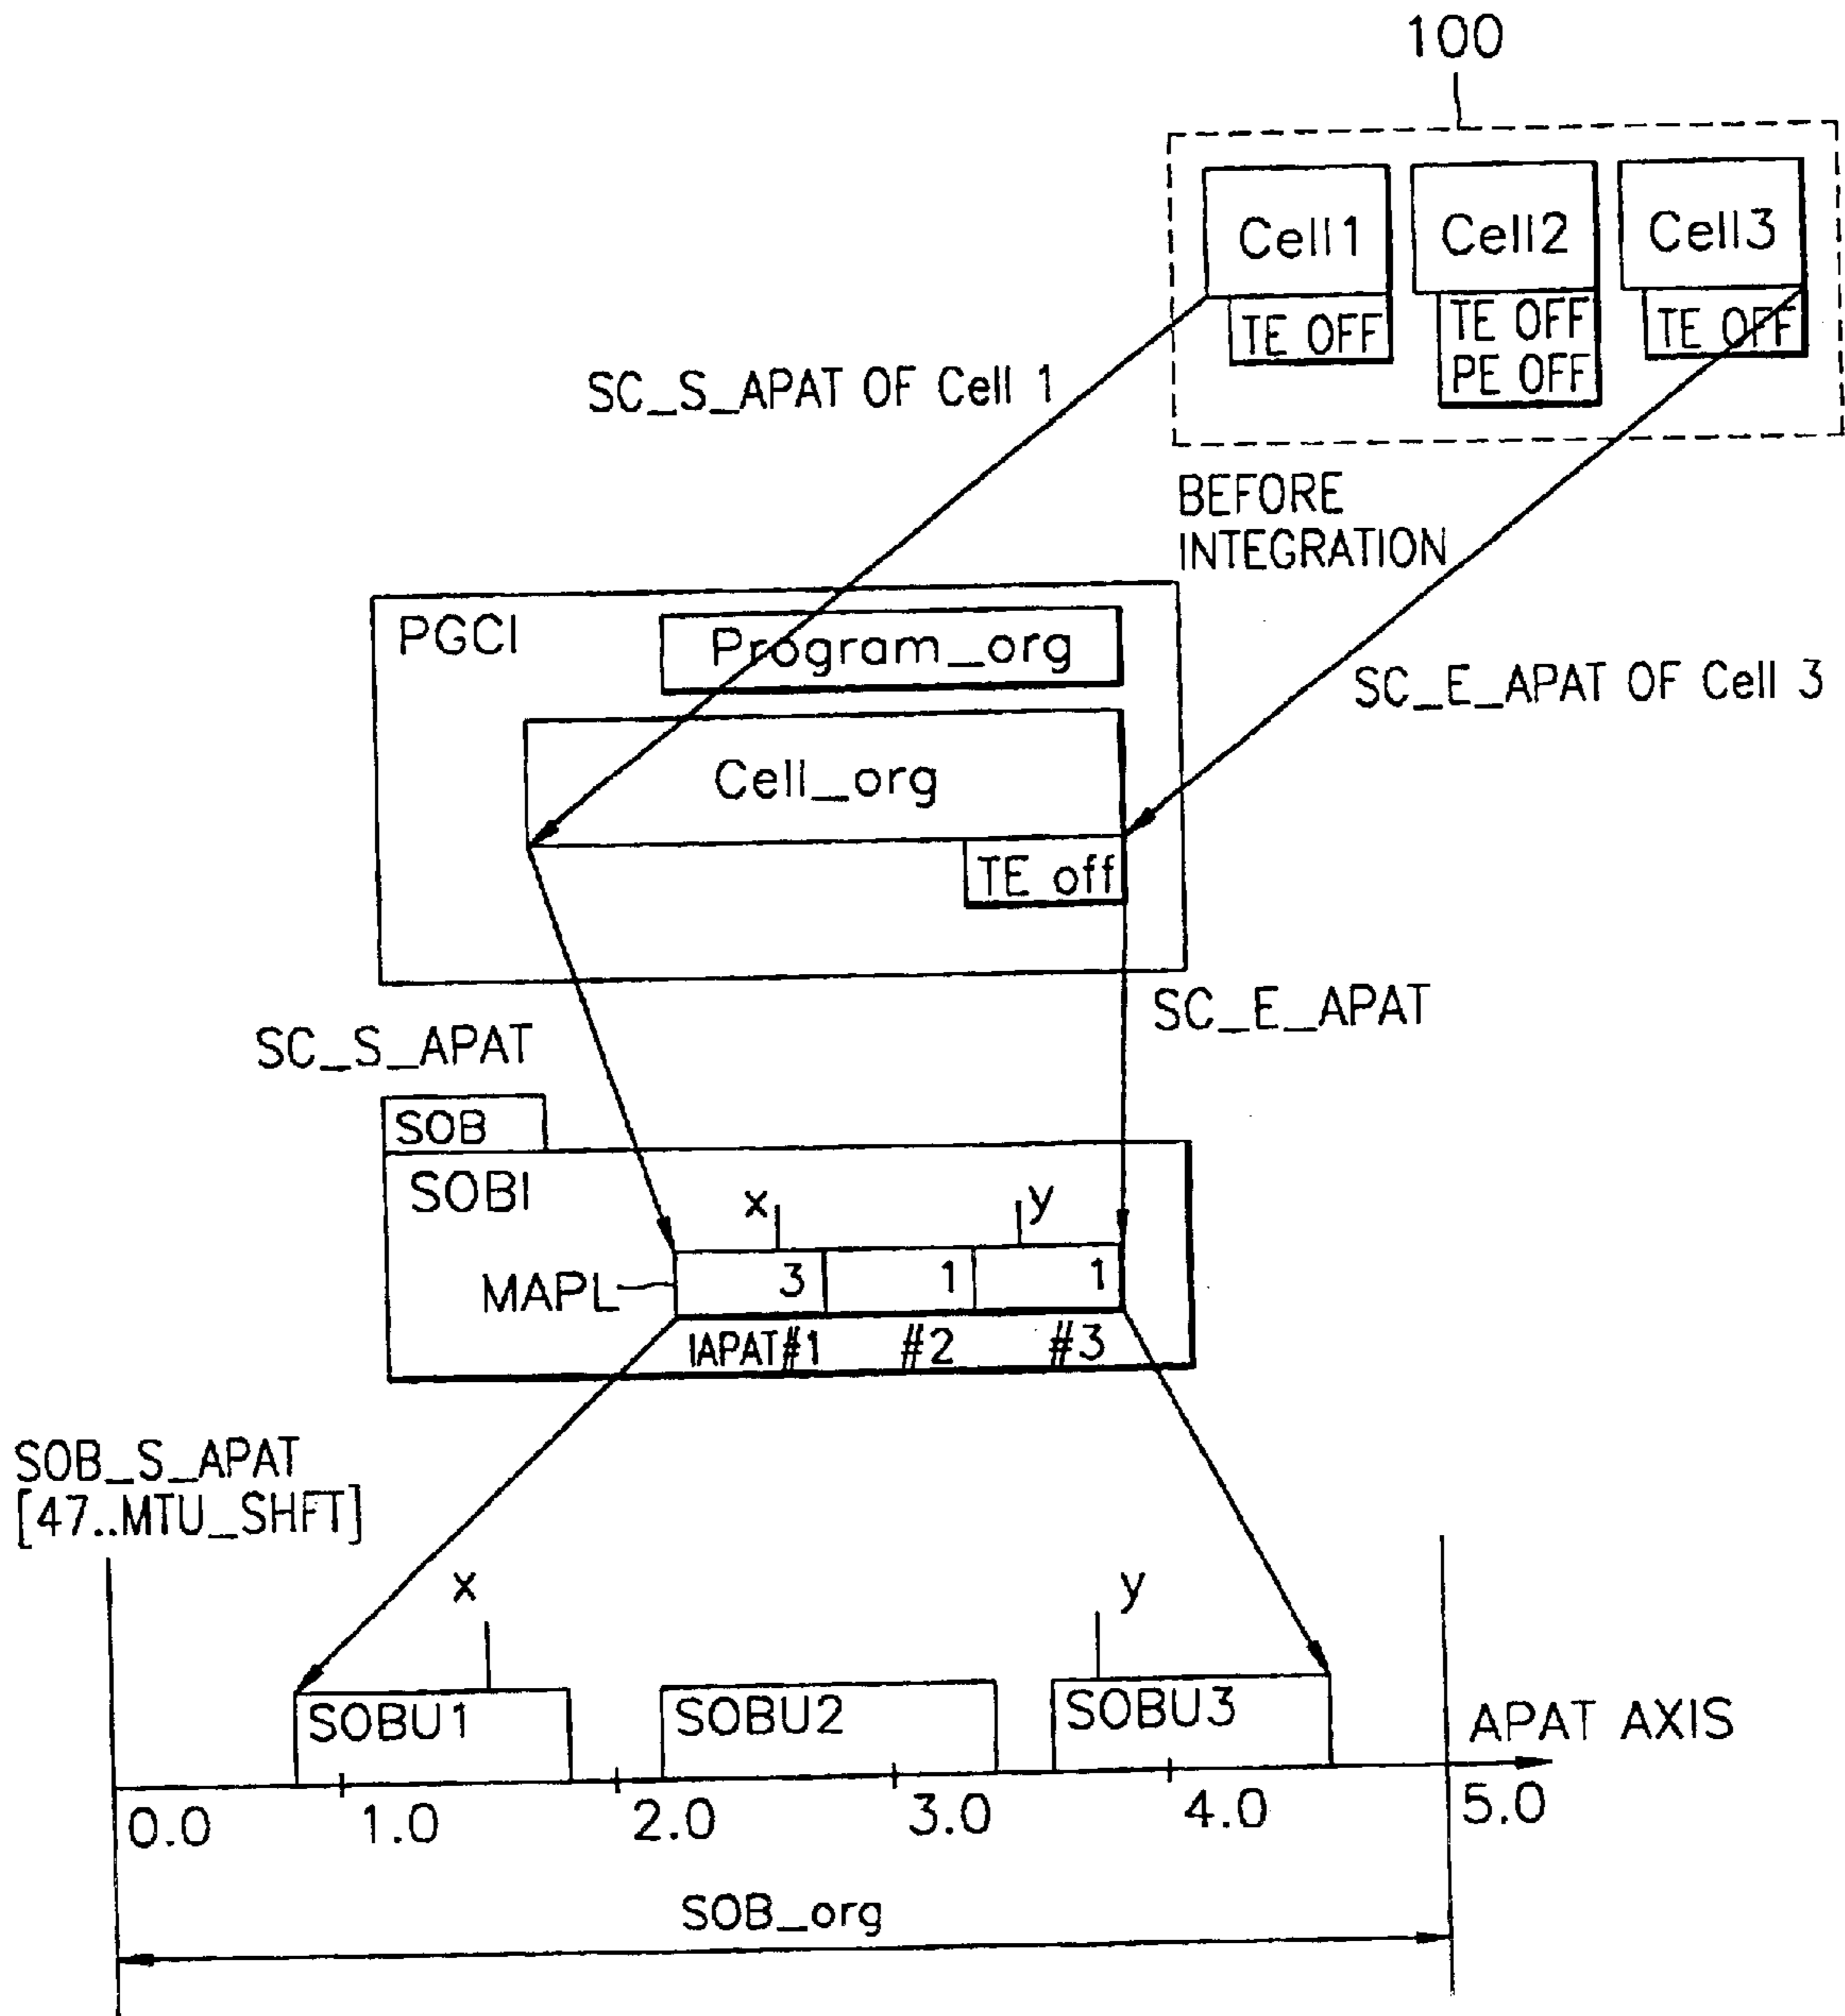 100
Cell1 Cell2 Cell3
TE OFF TE OFF TE OFF
PE OFF
SC_S_APAT OF Cell 1
BEFORE
INTEGRATION
PGCI
Program_org
SC_E_APAT OF Cell 3
Cell_org
TE off
SC_S_APAT
SC_E_APAT
SOB
SOBI
x y
MAPL 3 1 1
IAPAT#1 #2 #3
SOB_S_APAT
[47..MTU_SHFT]
x y
SOBU1 SOBU2 SOBU3
APAT AXIS
0.0 1.0 2.0 3.0 4.0 5.0
SOB_org